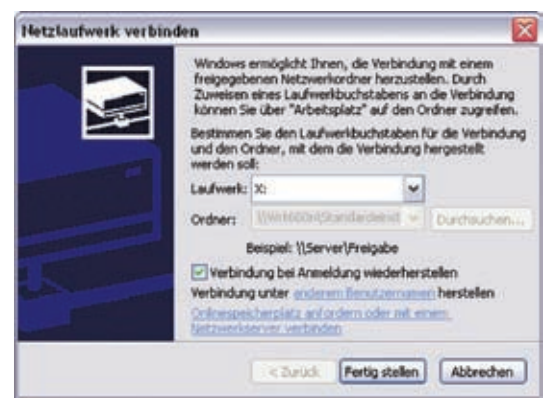 Netzlaufwerk verbinden
Windows ermöglicht Ihnen, die Verbindung mit einem
freigegebenen Netzwerkordner herzustellen. Durch
Zuweisen eines Laufwerkbuchstabens an die Verbindung
können Sie über "Arbeitsplatz" auf den Ordner zugreifen.
Bestimmen Sie den Laufwerkbuchstaben für die Verbindung
und den Ordner, mit dem die Verbindung hergestellt
werden soll:
Laufwerk: X:
Ordner: Durchsuchen...
Beispiel: \\Server\Freigabe
Verbindung bei Anmeldung wiederherstellen
Verbindung unter anderem Benutzernamen herstellen
Onlinespeicherplatz anfordern oder mit einem
Netzwerkserver verbinden
< Zurück Fertig stellen Abbrechen